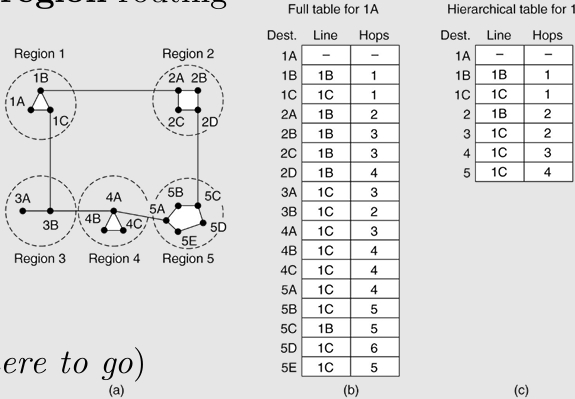 region routing
Full table for 1A
Hierarchical table for 1
Dest. Line Hops
1A – –
1B 1B 1
1C 1C 1
2A 1B 2
2B 1B 3
2C 1B 3
2D 1B 4
3A 1C 3
3B 1C 2
4A 1C 3
4B 1C 4
4C 1C 4
5A 1C 4
5B 1C 5
5C 1B 5
5D 1C 6
5E 1C 5
Dest. Line Hops
1A – –
1B 1B 1
1C 1C 1
2 1B 2
3 1C 2
4 1C 3
5 1C 4
Region 1
Region 2
1B
1A
1C
2A 2B
2C 2D
3A
3B
4A
4B 4C
5B 5C
5A
5D
5E
Region 3 Region 4 Region 5
ere to go)
(a) (b) (c)